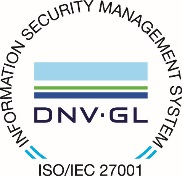 INFORMATION SECURITY MANAGEMENT SYSTEM
DNV·GL
ISO/IEC 27001